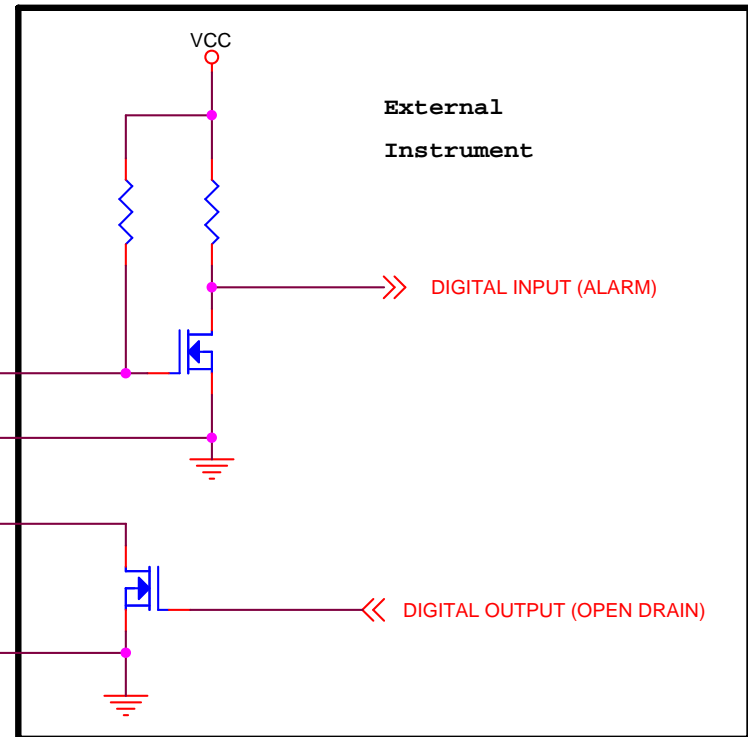 VCC
External
Instrument
DIGITAL INPUT (ALARM)
DIGITAL OUTPUT (OPEN DRAIN)